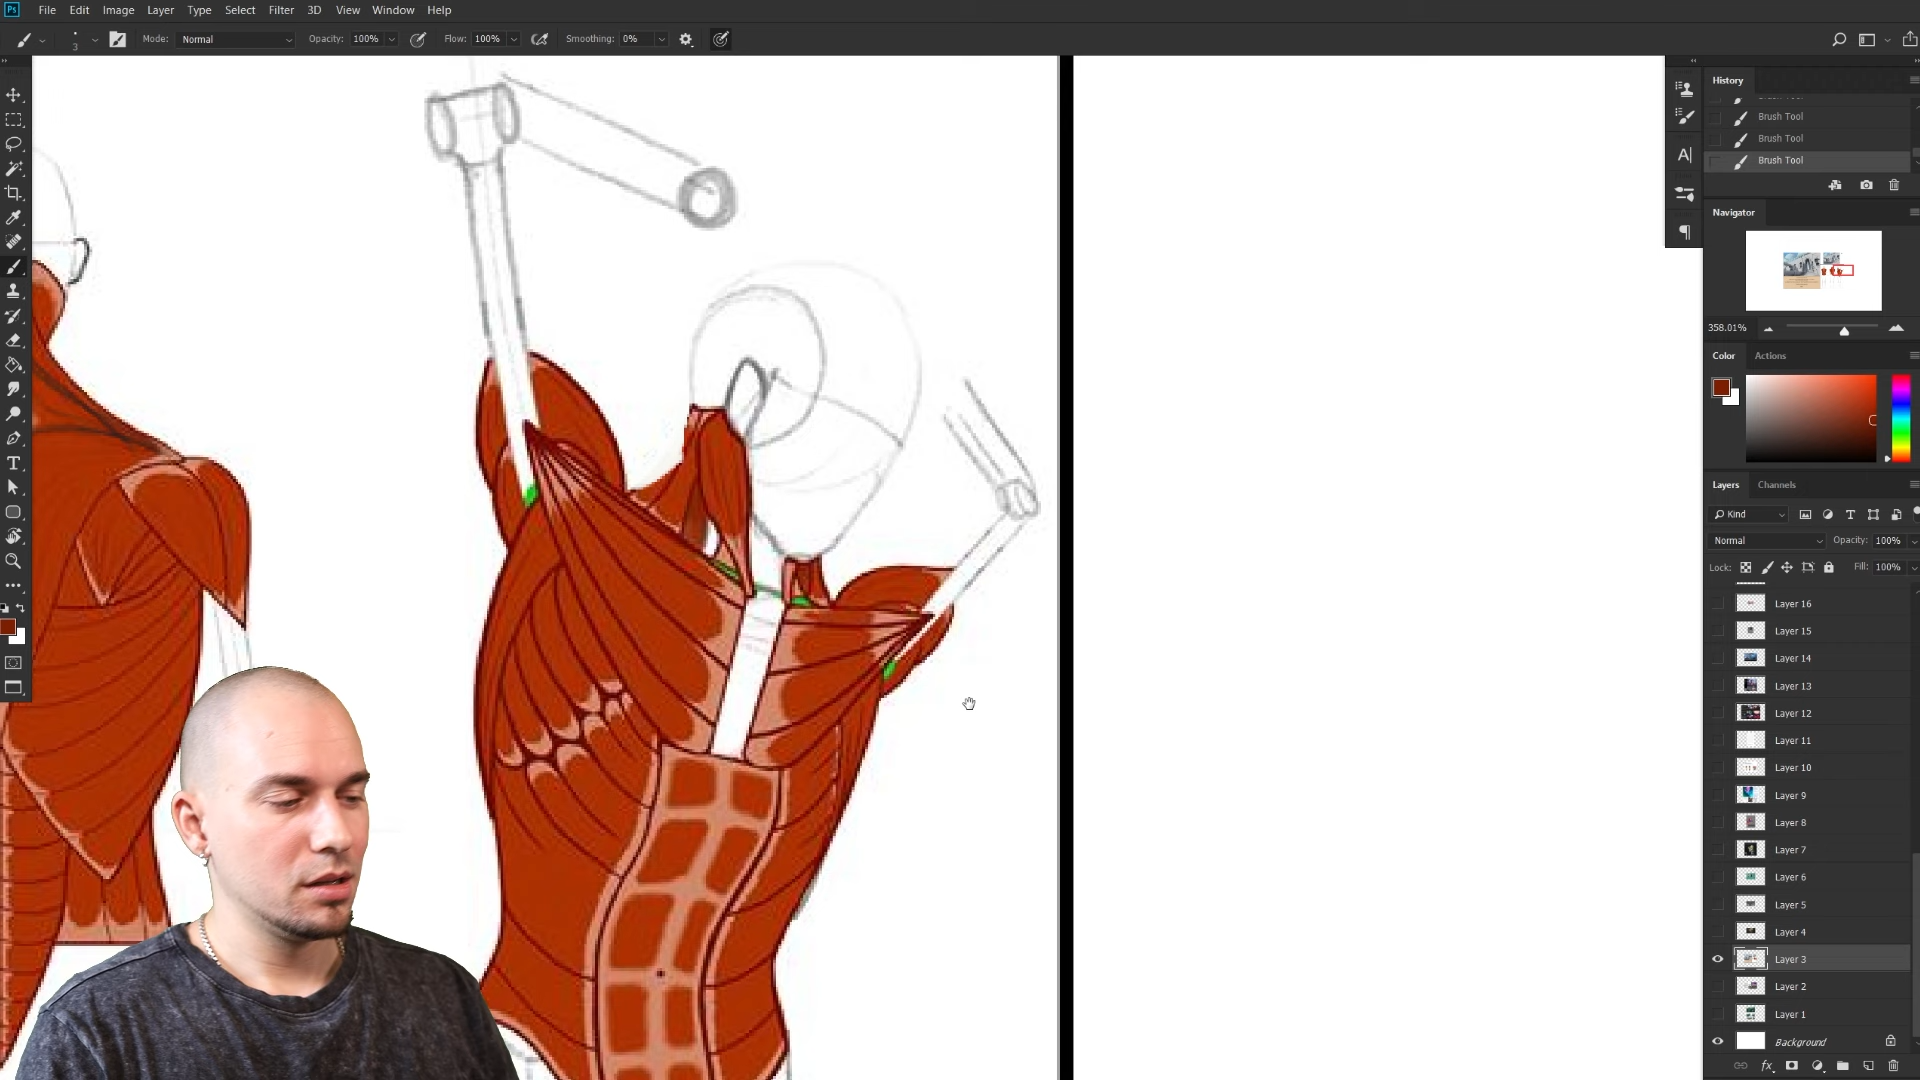 Ps File Edit Image Layer Type Select Filter 3D View Window Help
3 Mode: Normal Opacity: 100% Flow: 100% Smoothing: 0%
History
Brush Tool
Brush Tool
Brush Tool
Navigator
358.01%
Color Actions
Layers Channels
Kind
Normal Opacity: 100%
Lock: Fill: 100%
Layer 16
Layer 15
Layer 14
Layer 13
Layer 12
Layer 11
Layer 10
Layer 9
Layer 8
Layer 7
Layer 6
Layer 5
Layer 4
Layer 3
Layer 2
Layer 1
Background
fx